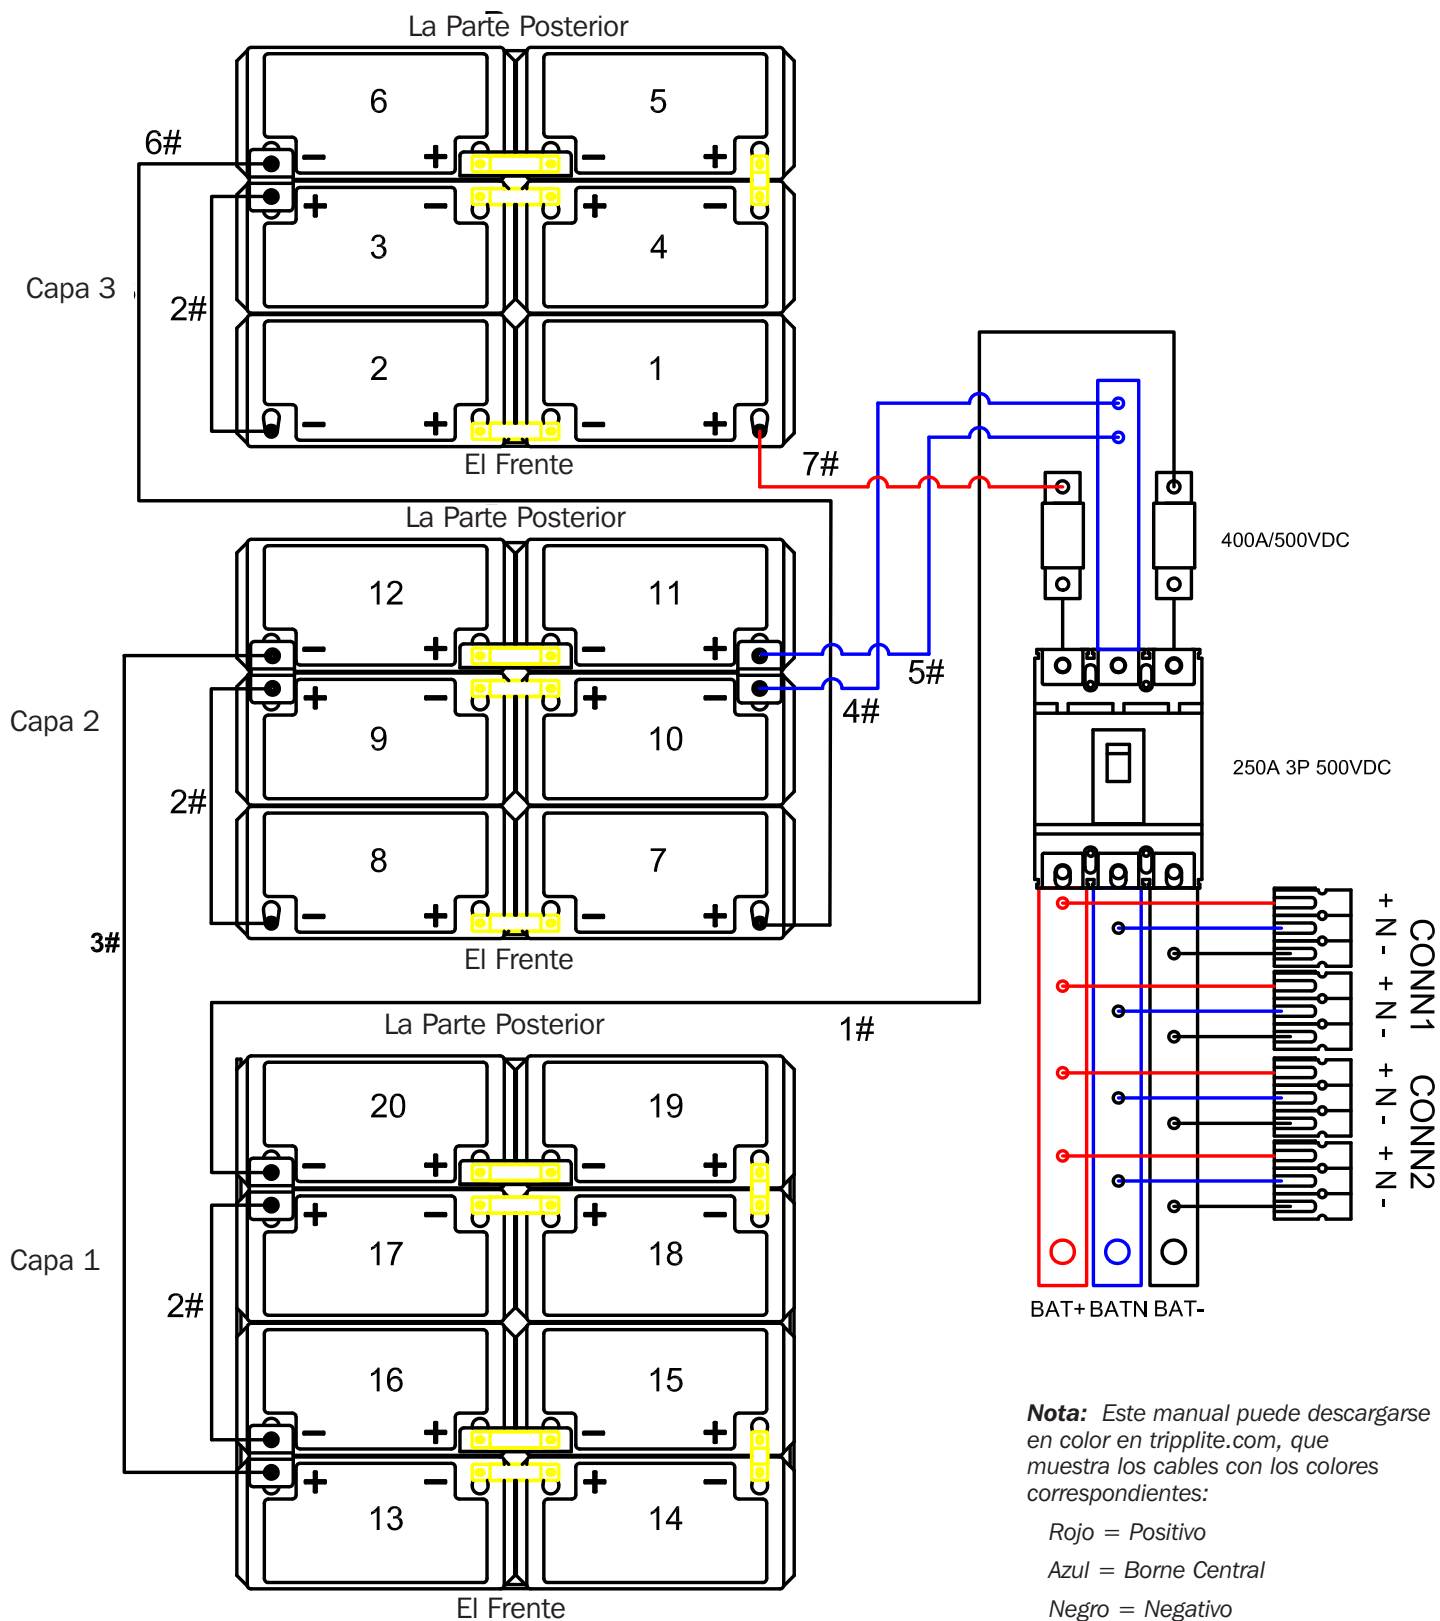 La Parte Posterior
6
5
6#
- + - +
+ - + -
3
4
Capa 3
2#
2
1
- + - +
El Frente
7#
La Parte Posterior
400A/500VDC
12
11
- + - +
5#
4#
+ - + -
Capa 2
9
10
250A 3P 500VDC
2#
8
7
- + - +
3#
El Frente
+ N -
+ N -
CONN1
+ N -
+ N -
CONN2
La Parte Posterior
1#
20
19
- + - +
+ - + -
17
18
Capa 1
2#
16
15
- + - +
+ - + -
13
14
El Frente
BAT+ BATN BAT-
Nota: Este manual puede descargarse
en color en tripplite.com, que
muestra los cables con los colores
correspondientes:
Rojo = Positivo
Azul = Borne Central
Negro = Negativo